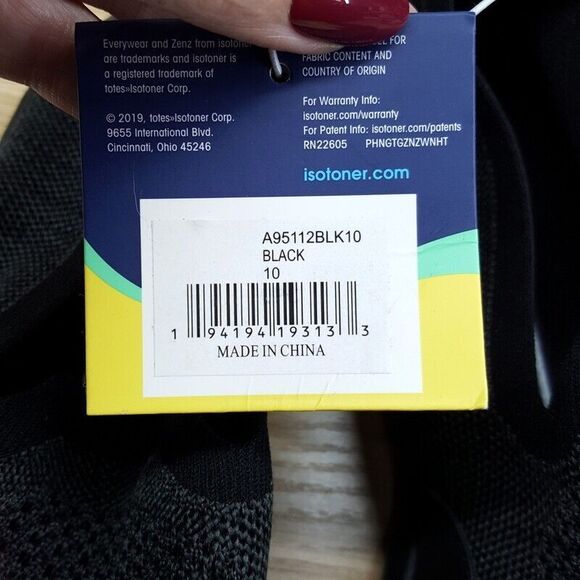 Everywear and Zenz from isotoner
are trademarks and isotoner is
a registered trademark of
totes»Isotoner Corp.
© 2019, totes»Isotoner Corp.
9655 International Blvd.
Cincinnati, Ohio 45246
FOR
FABRIC CONTENT AND
COUNTRY OF ORIGIN
For Warranty Info:
isotoner.com/warranty
For Patent Info: isotoner.com/patents
RN22605 PHNGTGZNZWNHT
isotoner.com
A95112BLK10
BLACK
10
1 94194 19313 3
MADE IN CHINA